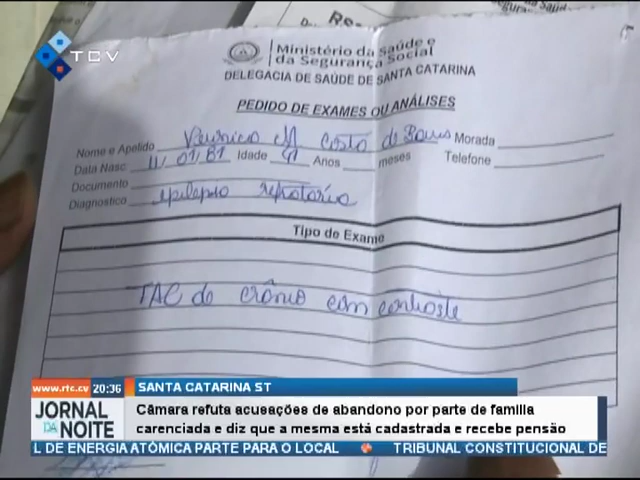 TCV
Ministério da Saúde e
da Segurança Social
DELEGACIA DE SAÚDE DE SANTA CATARINA
PEDIDO DE EXAMES OU ANÁLISES
Nome e Apelido Costa de Morada
Data Nasc. 11/01/81 Idade Anos meses Telefone
Documento
Diagnostico epilepsia
Tipo de Exame
TAC do crânio com contraste
www.rtc.cv 20:36 SANTA CATARINA ST
JORNAL DA NOITE
Câmara refuta acusações de abandono por parte de familia
carenciada e diz que a mesma está cadastrada e recebe pensão
L DE ENERGIA ATÓMICA PARTE PARA O LOCAL TRIBUNAL CONSTITUCIONAL DE